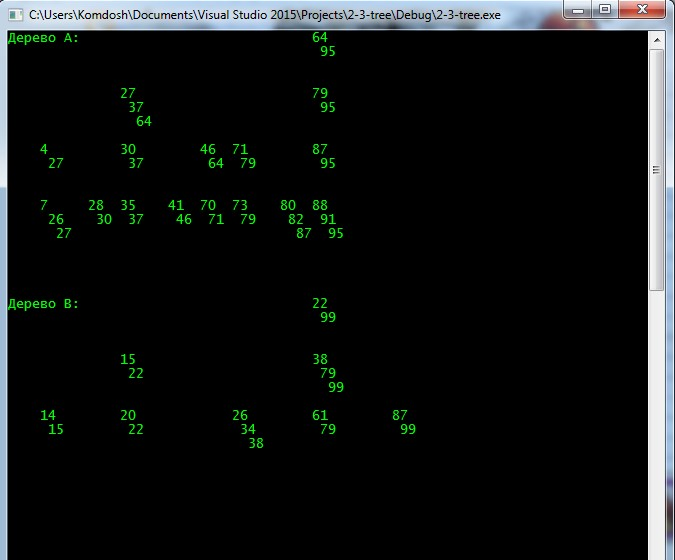 C:\Users\Komdosh\Documents\Visual Studio 2015\Projects\2-3-tree\Debug\2-3-tree.exe
Дерево A: 64
95
27 79
37 95
64
4 30 46 71 87
27 37 64 79 95
7 28 35 41 70 73 80 88
26 30 37 46 71 79 82 91
27 87 95
Дерево B: 22
99
15 38
22 79
99
14 20 26 61 87
15 22 34 79 99
38